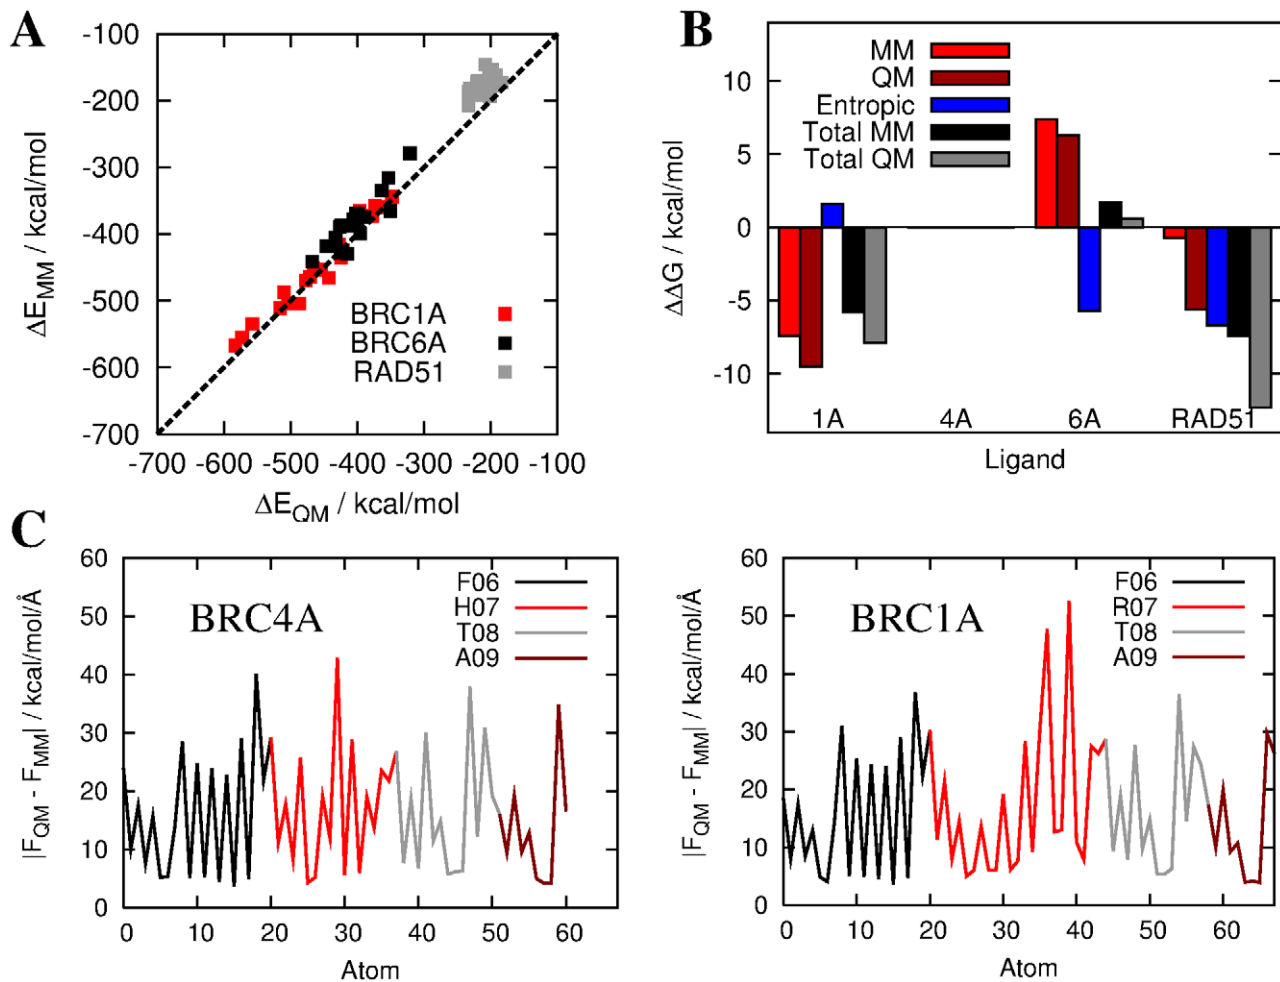 A
-100
-200
-300
-400
-500
-600
-700
ΔE_MM / kcal/mol
BRC1A
BRC6A
RAD51
-700 -600 -500 -400 -300 -200 -100
ΔE_QM / kcal/mol
B
MM
QM
Entropic
Total MM
Total QM
10
5
0
-5
-10
ΔΔG / kcal/mol
1A 4A 6A RAD51
Ligand
C
60
50
40
30
20
10
0
|F_QM - F_MM| / kcal/mol/Å
BRC4A
F06
H07
T08
A09
0 10 20 30 40 50 60
Atom
60
50
40
30
20
10
0
|F_QM - F_MM| / kcal/mol/Å
BRC1A
F06
R07
T08
A09
0 10 20 30 40 50 60
Atom